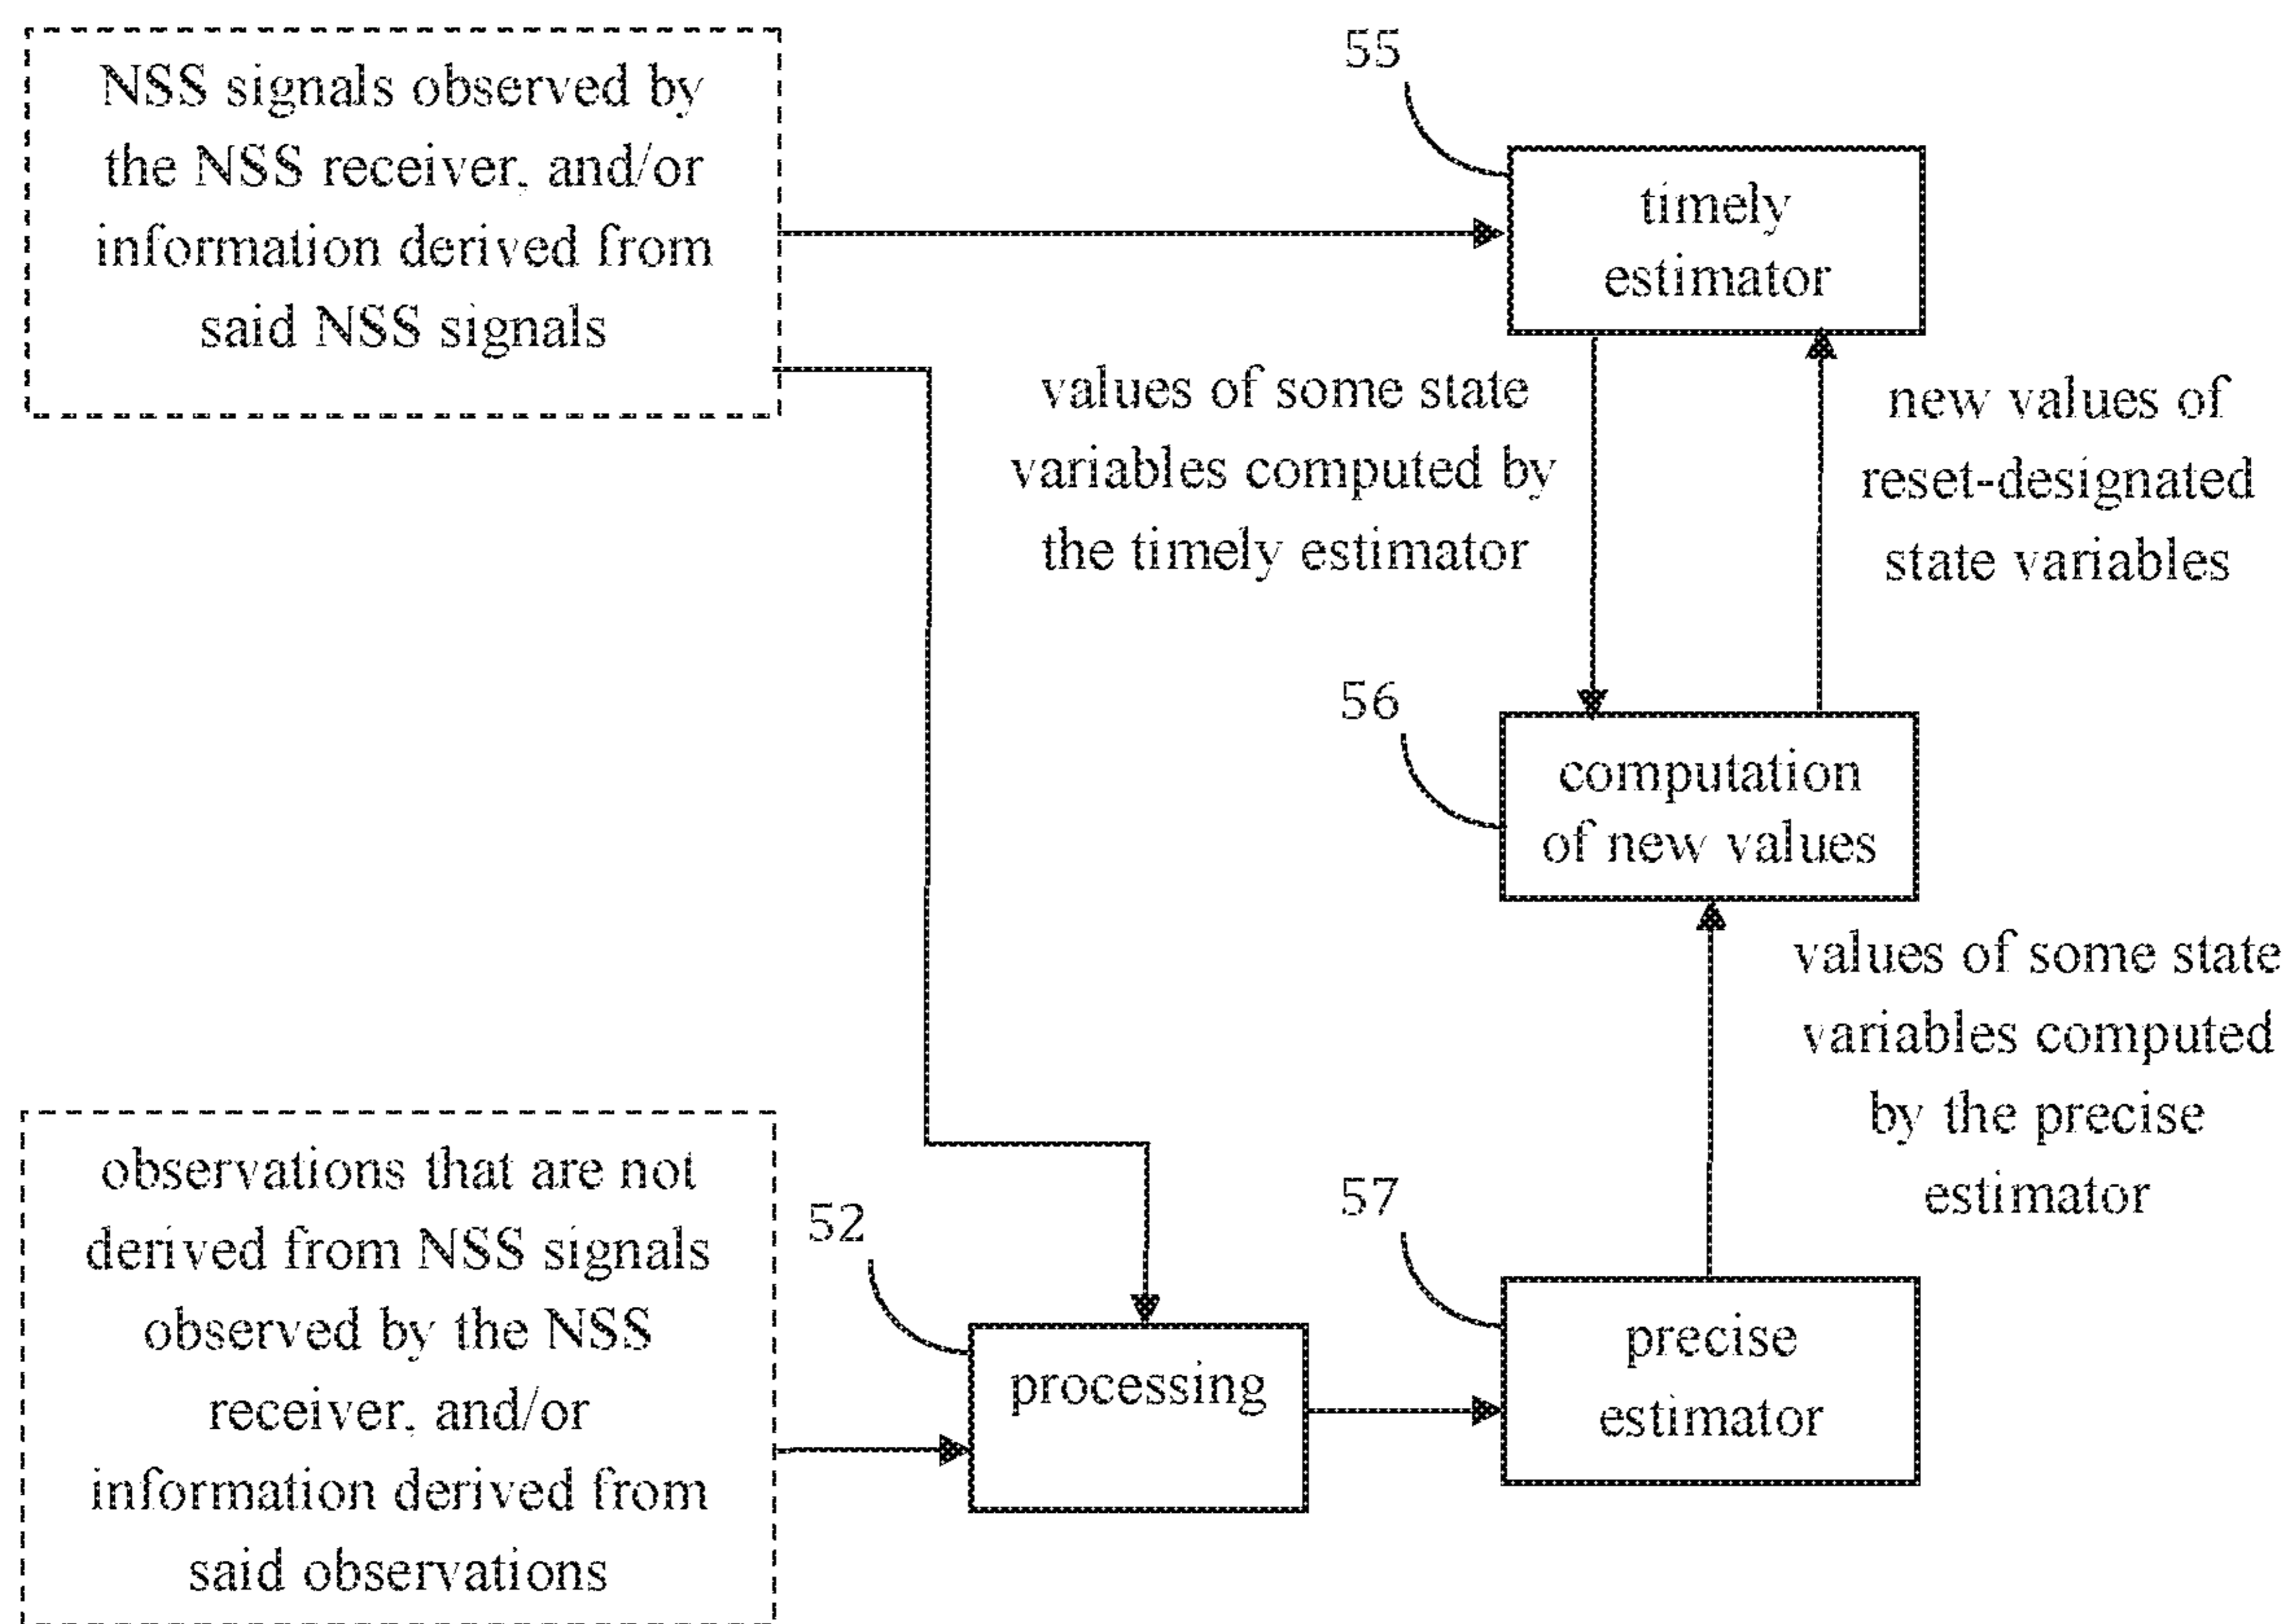 NSS signals observed by
the NSS receiver, and/or
information derived from
said NSS signals
55
timely
estimator
values of some state
variables computed by
the timely estimator
new values of
reset-designated
state variables
56
computation
of new values
values of some state
variables computed
by the precise
estimator
observations that are not
derived from NSS signals
observed by the NSS
receiver, and/or
information derived from
said observations
52
processing
57
precise
estimator